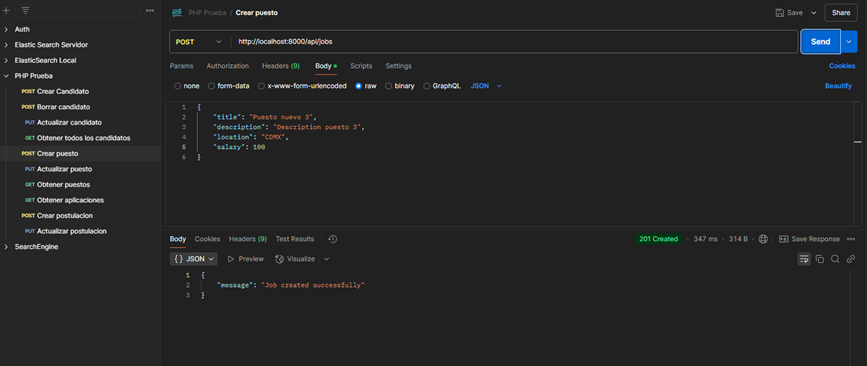 PHP Prueba / Crear puesto
Save
Share
Auth
Elastic Search Servidor
ElasticSearch Local
PHP Prueba
POST Crear Candidato
POST Borrar candidato
PUT Actualizar candidato
GET Obtener todos los candidatos
POST Crear puesto
PUT Actualizar puesto
GET Obtener puestos
GET Obtener aplicaciones
POST Crear postulacion
PUT Actualizar postulacion
SearchEngine
POST http://localhost:8000/api/jobs
Send
Params Authorization Headers (9) Body Scripts Settings
Cookies
none form-data x-www-form-urlencoded raw binary GraphQL JSON
Beautify
1 {
2 "title": "Puesto nuevo 3",
3 "description": "Description puesto 3",
4 "location": "CDMX",
5 "salary": 100
6 }
Body Cookies Headers (9) Test Results
201 Created 347 ms 314 B Save Response
{} JSON Preview Visualize
1 {
2 "message": "Job created successfully"
3 }